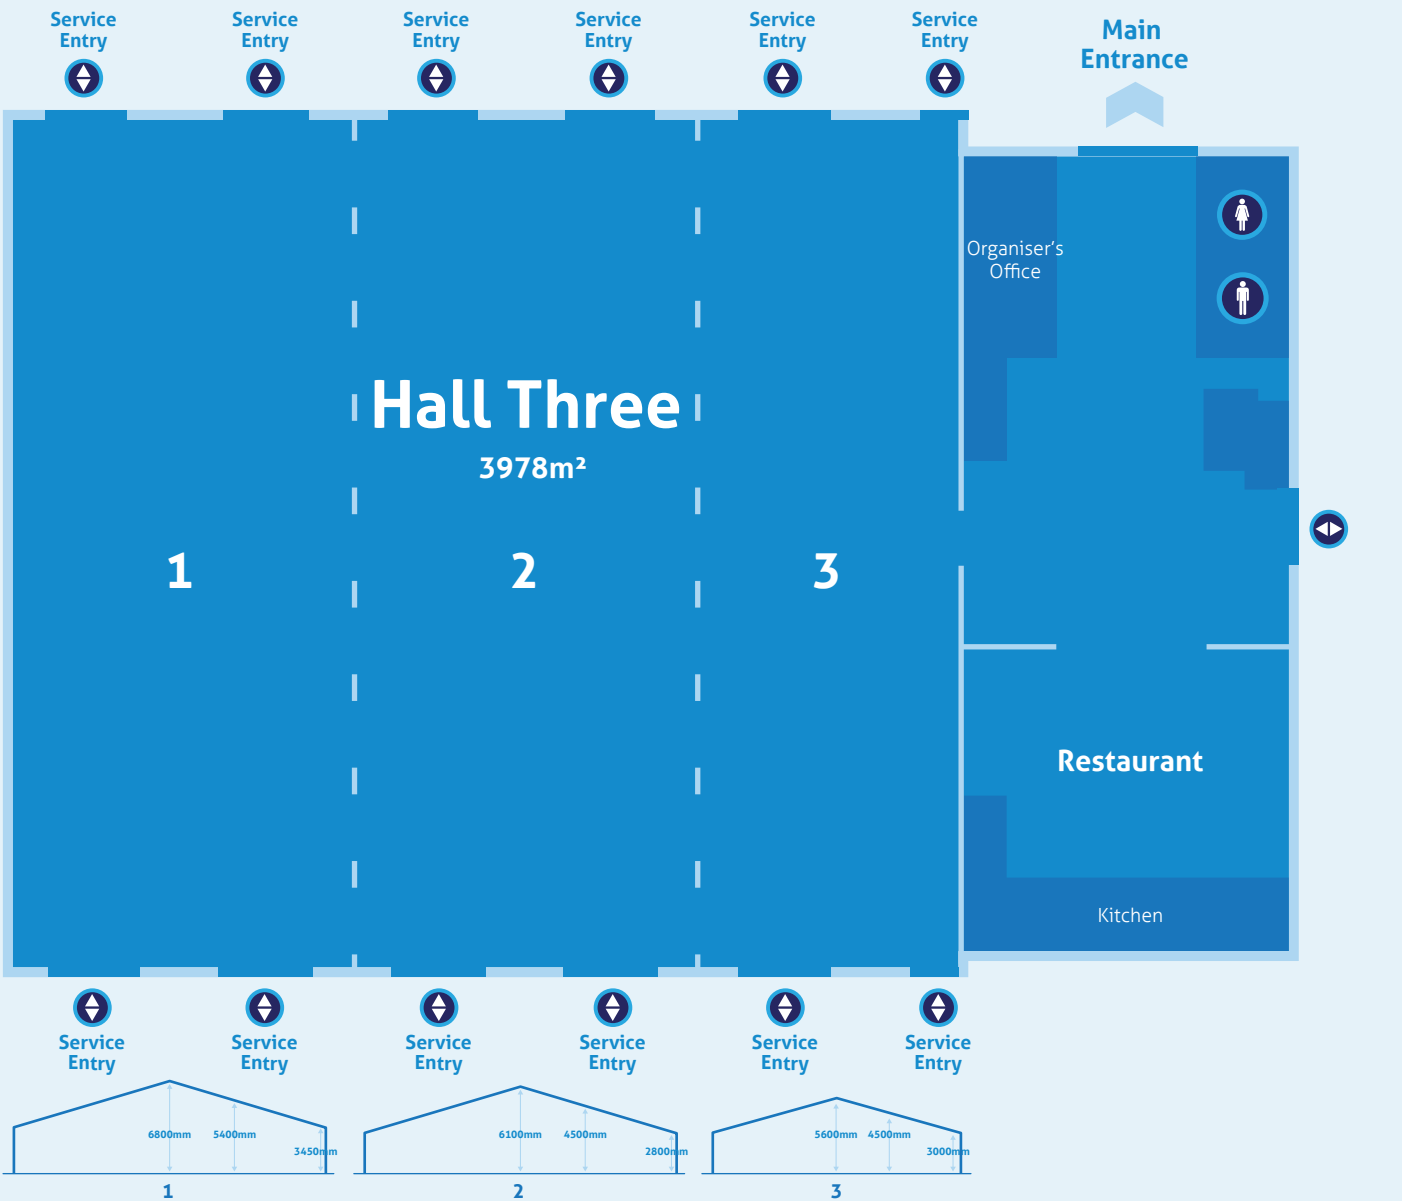 Service
Entry
Service
Entry
Service
Entry
Service
Entry
Service
Entry
Service
Entry
Main
Entrance
Organiser’s
Office
Hall Three
3978m²
1
2
3
Restaurant
Kitchen
Service
Entry
Service
Entry
Service
Entry
Service
Entry
Service
Entry
Service
Entry
6800mm
5400mm
3450mm
6100mm
4500mm
2800mm
5600mm
4500mm
3000mm
1
2
3